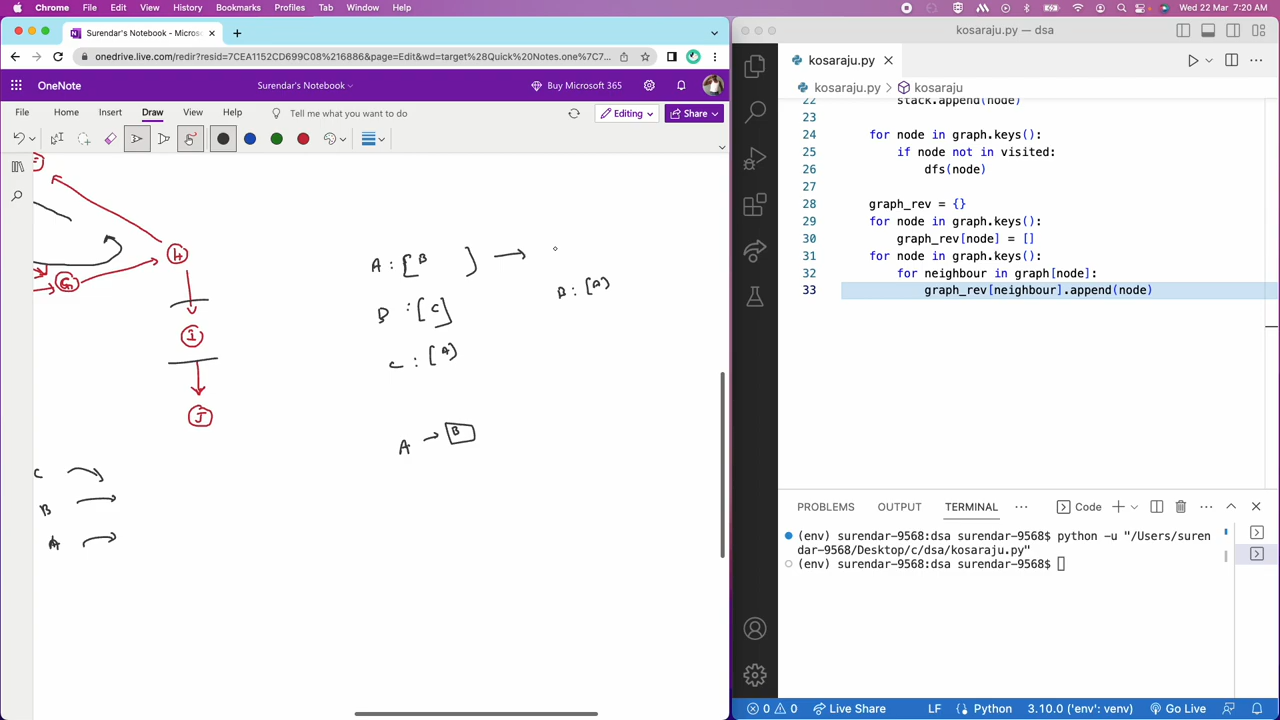 Chrome File Edit View History Bookmarks Profiles Tab Window Help Wed 22 Mar 7:20 AM
Surendar's Notebook - Micros
onedrive.live.com/redir?resid=7CEA1152CD699C08%216886&page=Edit&wd=target%28Quick%20Notes.one%7C7...
OneNote Surendar's Notebook Buy Microsoft 365
File Home Insert Draw View Help Tell me what you want to do Editing Share
F
H
G
I
J
A : [ B ]
B : [ C ]
C : [ A ]
B : [A]
A → B
C
B
A
kosaraju.py — dsa
kosaraju.py
kosaraju.py > kosaraju
22 stack.append(node)
23
24 for node in graph.keys():
25 if node not in visited:
26 dfs(node)
27
28 graph_rev = {}
29 for node in graph.keys():
30 graph_rev[node] = []
31 for node in graph.keys():
32 for neighbour in graph[node]:
33 graph_rev[neighbour].append(node)
PROBLEMS OUTPUT TERMINAL ... Code
(env) surendar-9568:dsa surendar-9568$ python -u "/Users/suren
dar-9568/Desktop/c/dsa/kosaraju.py"
(env) surendar-9568:dsa surendar-9568$
0 0 Live Share LF Python 3.10.0 ('env': venv) Go Live